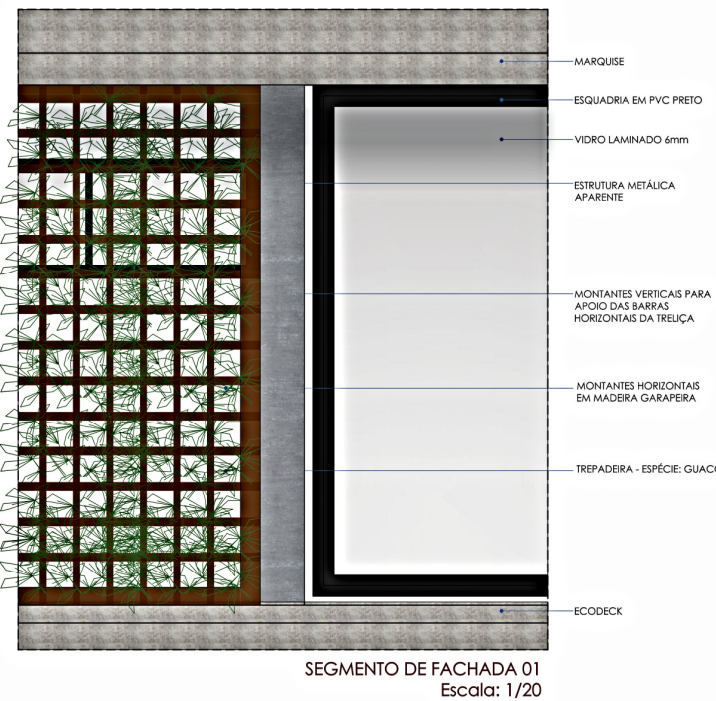 MARQUISE
ESQUADRIA EM PVC PRETO
VIDRO LAMINADO 6mm
ESTRUTURA METÁLICA
APARENTE
MONTANTES VERTICAIS PARA
APOIO DAS BARRAS
HORIZONTAIS DA TRELIÇA
MONTANTES HORIZONTAIS
EM MADEIRA GARAPEIRA
TREPADEIRA - ESPÉCIE: GUACO
ECODECK
SEGMENTO DE FACHADA 01
Escala: 1/20